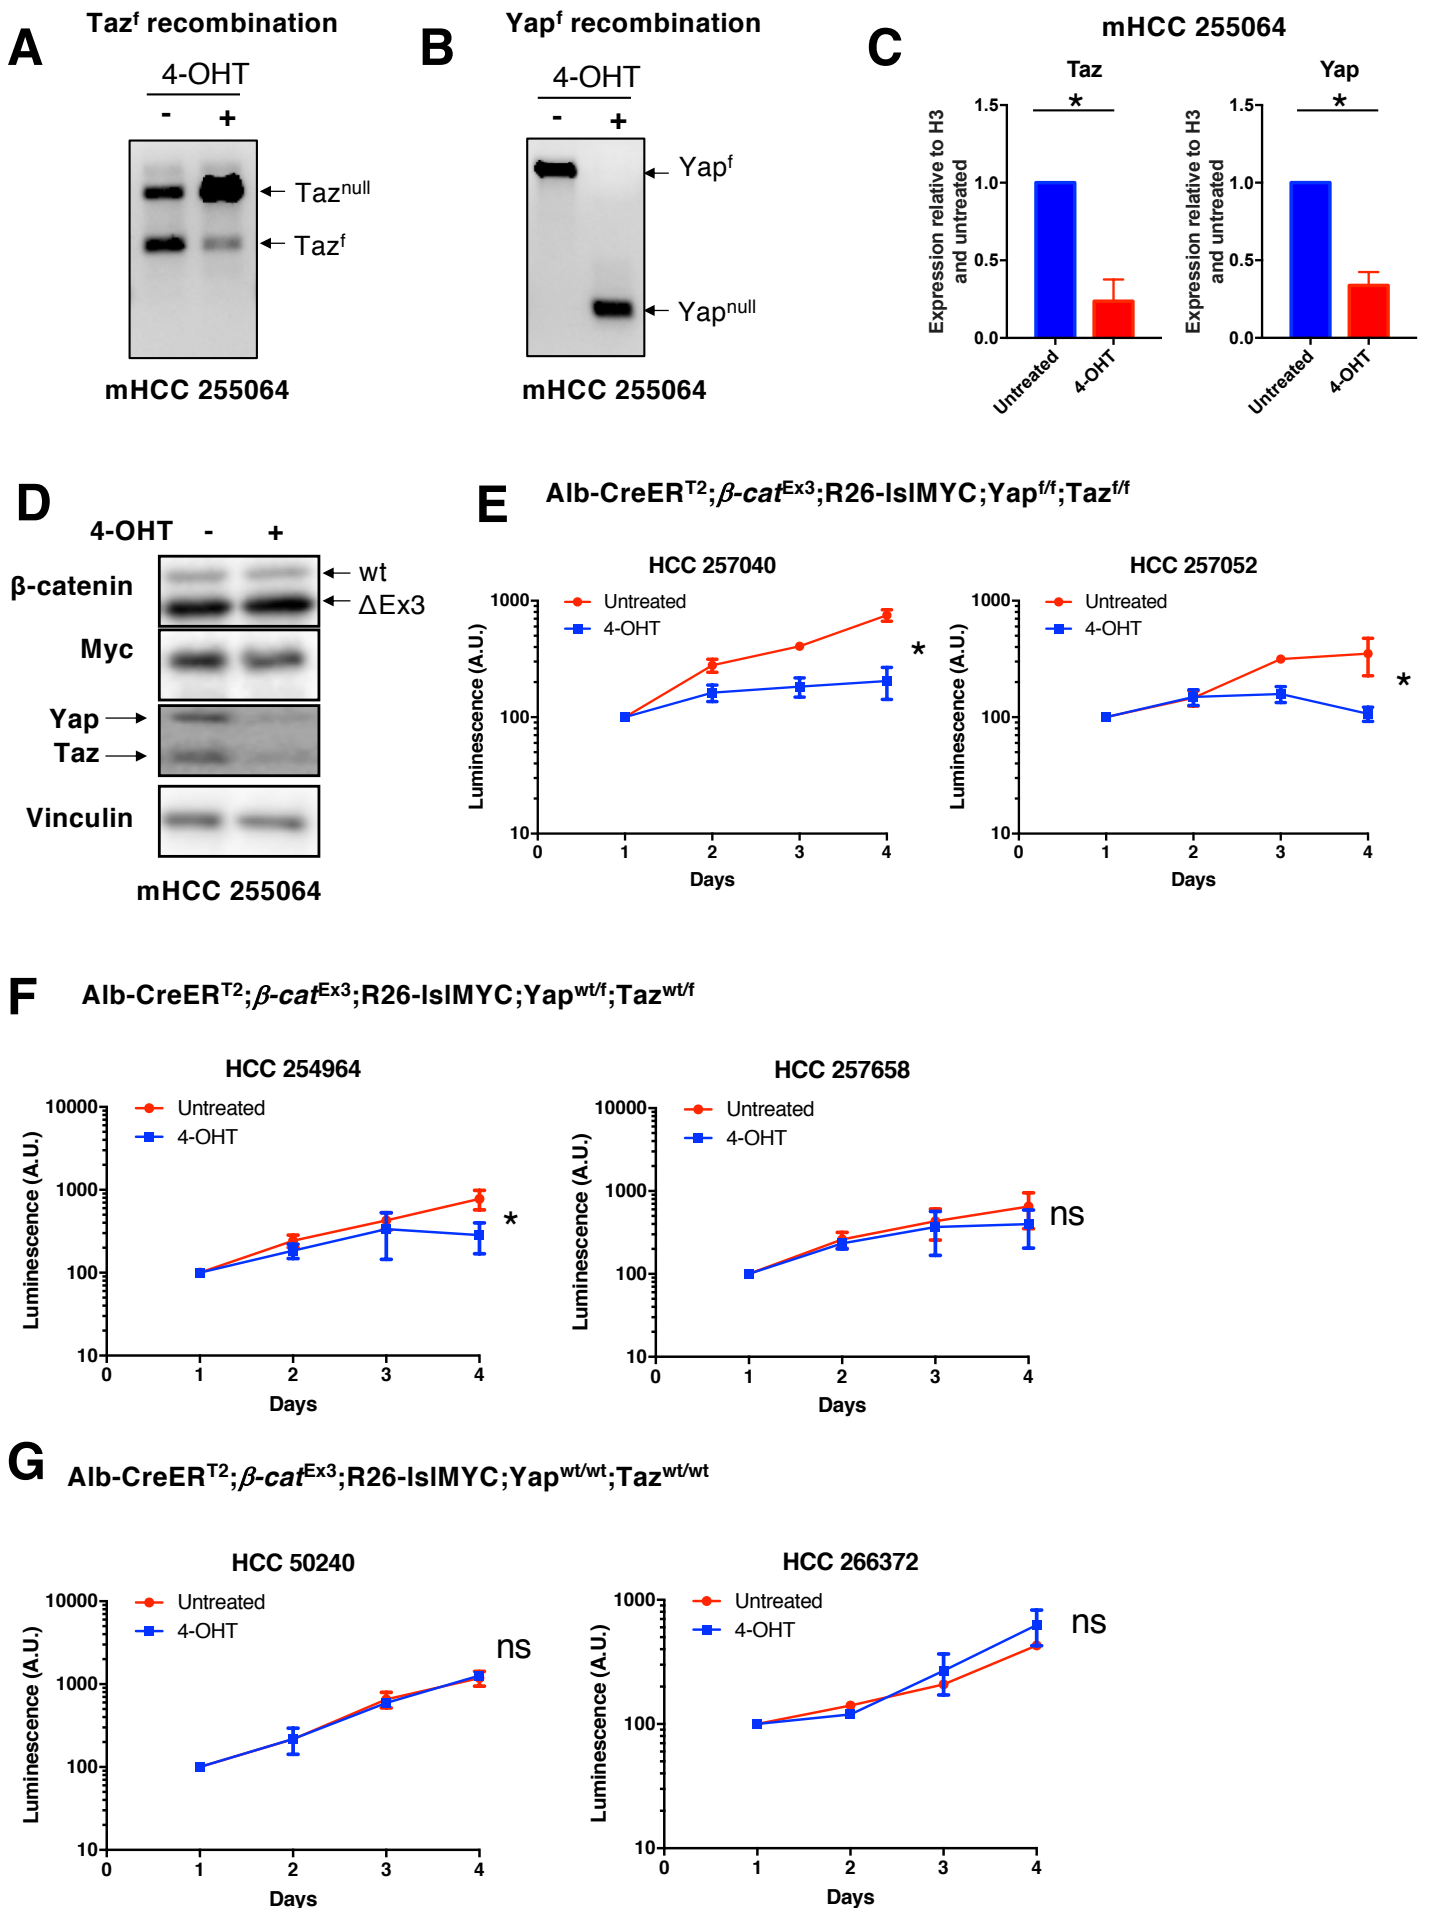 A
Taz^f recombination
4-OHT
- +
Taz^null
Taz^f
mHCC 255064
B
Yap^f recombination
4-OHT
- +
Yap^f
Yap^null
mHCC 255064
C
mHCC 255064
Taz
*
Expression relative to H3
and untreated
1.5
1.0
0.5
0.0
Untreated
4-OHT
Yap
*
Expression relative to H3
and untreated
1.5
1.0
0.5
0.0
Untreated
4-OHT
D
4-OHT - +
β-catenin
wt
ΔEx3
Myc
Yap
Taz
Vinculin
mHCC 255064
E
Alb-CreER^T2;β-cat^Ex3;R26-lslMYC;Yap^f/f;Taz^f/f
HCC 257040
Untreated
4-OHT
Luminescence (A.U.)
1000
100
10
*
0 1 2 3 4
Days
HCC 257052
Untreated
4-OHT
Luminescence (A.U.)
1000
100
10
*
0 1 2 3 4
Days
F
Alb-CreER^T2;β-cat^Ex3;R26-lslMYC;Yap^wt/f;Taz^wt/f
HCC 254964
Untreated
4-OHT
Luminescence (A.U.)
10000
1000
100
10
*
0 1 2 3 4
Days
HCC 257658
Untreated
4-OHT
Luminescence (A.U.)
10000
1000
100
10
ns
0 1 2 3 4
Days
G
Alb-CreER^T2;β-cat^Ex3;R26-lslMYC;Yap^wt/wt;Taz^wt/wt
HCC 50240
Untreated
4-OHT
Luminescence (A.U.)
10000
1000
100
10
ns
0 1 2 3 4
Days
HCC 266372
Untreated
4-OHT
Luminescence (A.U.)
1000
100
10
ns
0 1 2 3 4
Days